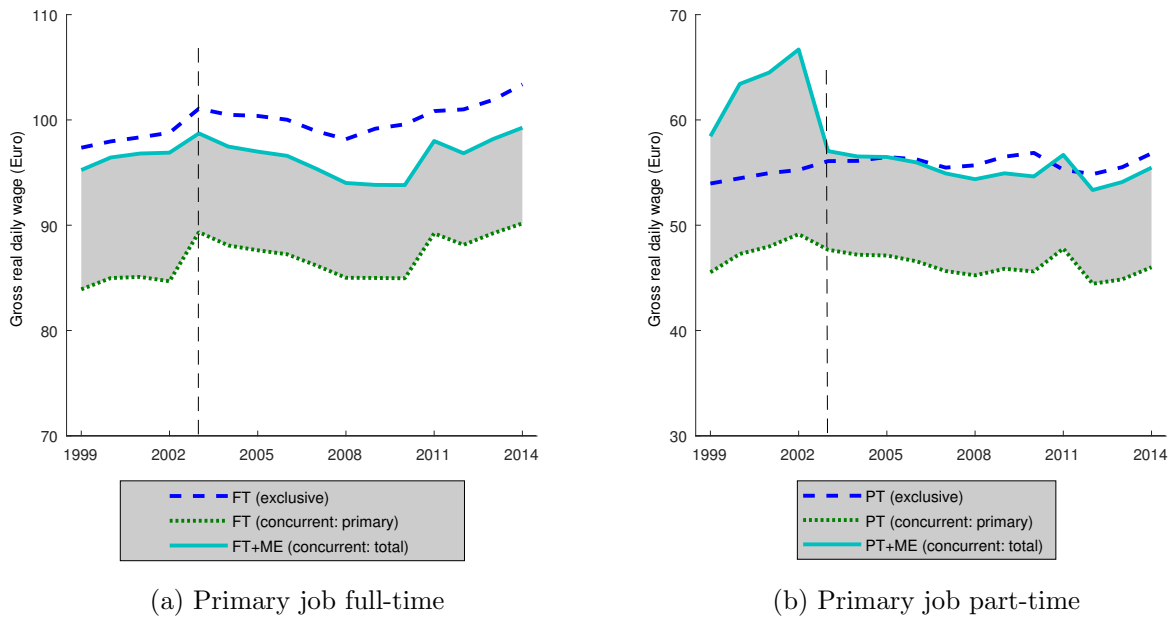 110
100
90
80
70
Gross real daily wage (Euro)
1999 2002 2005 2008 2011 2014
FT (exclusive)
FT (concurrent: primary)
FT+ME (concurrent: total)
(a) Primary job full-time
70
60
50
40
30
Gross real daily wage (Euro)
1999 2002 2005 2008 2011 2014
PT (exclusive)
PT (concurrent: primary)
PT+ME (concurrent: total)
(b) Primary job part-time